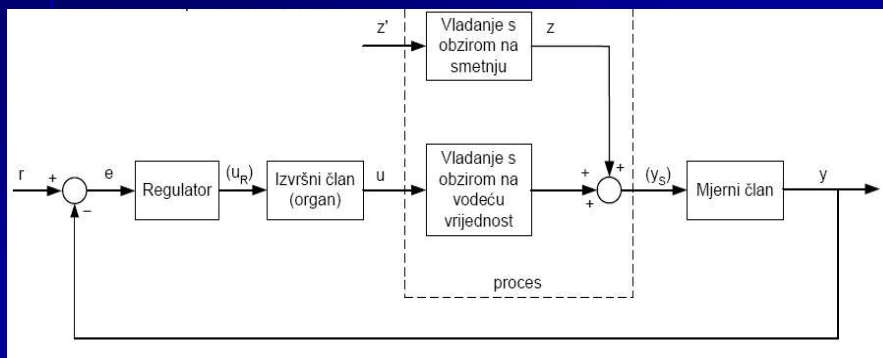 z'
Vladanje s
obzirom na
smetnju
z
r
+
−
e
Regulator
(uR)
Izvršni član
(organ)
u
Vladanje s
obzirom na
vodeću
vrijednost
+
+
+
(yS)
Mjerni član
y
proces